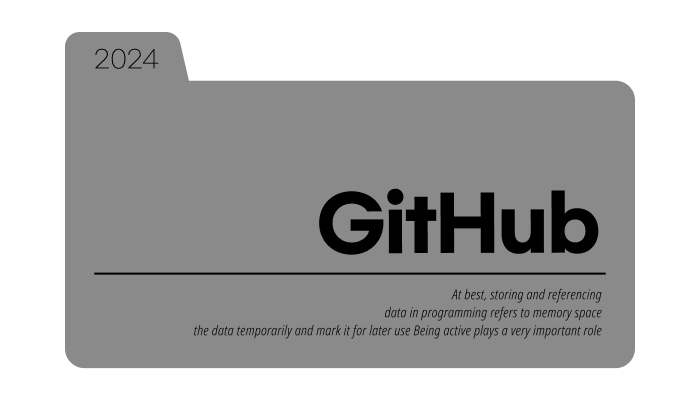 2024
GitHub
At best, storing and referencing
data in programming refers to memory space
the data temporarily and mark it for later use Being active plays a very important role